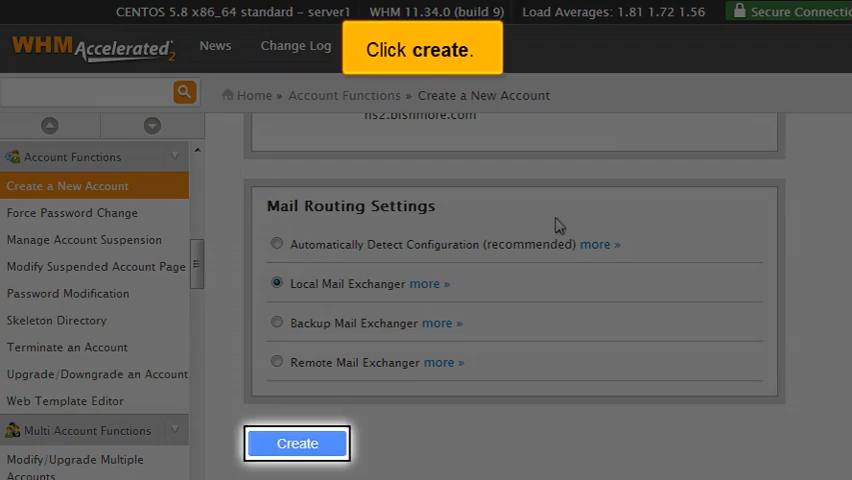 CENTOS 5.8 x86_64 standard - server1 WHM 11.34.0 (build 9) Load Averages: 1.81 1.72 1.56 Secure Connectio
WHM Accelerated 2 News Change Log
Click create.
Home » Account Functions » Create a New Account
ns2.bishmore.com
Account Functions
Create a New Account
Force Password Change
Manage Account Suspension
Modify Suspended Account Page
Password Modification
Skeleton Directory
Terminate an Account
Upgrade/Downgrade an Account
Web Template Editor
Multi Account Functions
Modify/Upgrade Multiple
Accounts
Mail Routing Settings
Automatically Detect Configuration (recommended) more »
Local Mail Exchanger more »
Backup Mail Exchanger more »
Remote Mail Exchanger more »
Create